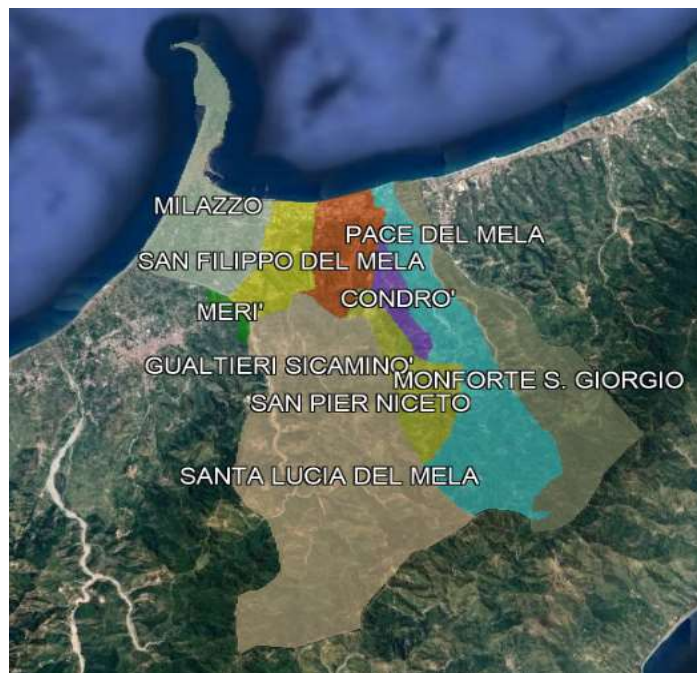 MILAZZO
PACE DEL MELA
SAN FILIPPO DEL MELA
CONDRO'
MERI'
GUALTIERI SICAMINO'
MONFORTE S. GIORGIO
SAN PIER NICETO
SANTA LUCIA DEL MELA